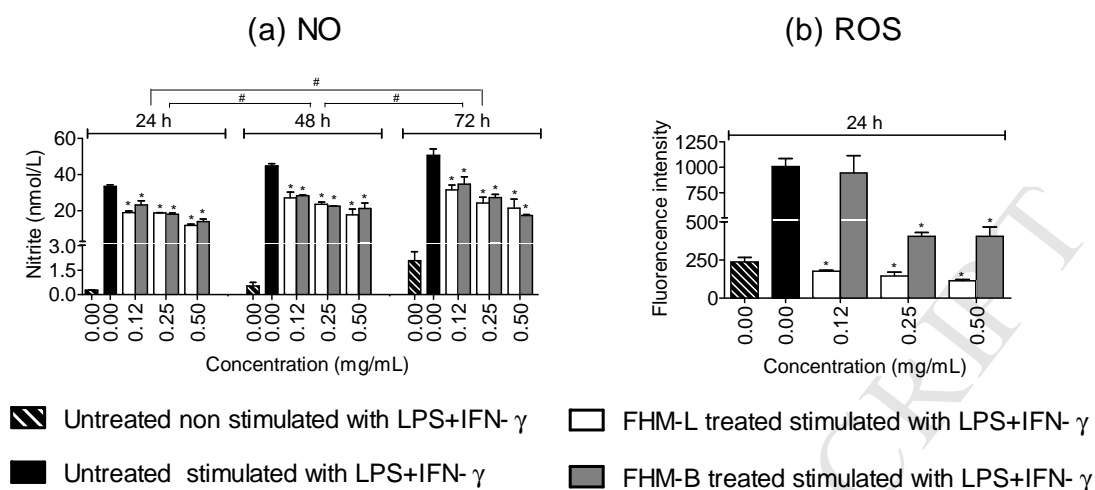 (a) NO
(b) ROS
#
# #
24 h 48 h 72 h
Nitrite (nmol/L)
60
40
20
3.0
1.5
0.0
* * * * * *
* * * * * *
* * * * * *
0.00 0.00 0.12 0.25 0.50 0.00 0.00 0.12 0.25 0.50 0.00 0.00 0.12 0.25 0.50
Concentration (mg/mL)
24 h
Fluorescence intensity
1250
1000
750
500
250
0
* * * * *
0.00 0.00 0.12 0.25 0.50
Concentration (mg/mL)
Untreated non stimulated with LPS+IFN- γ
FHM-L treated stimulated with LPS+IFN- γ
Untreated stimulated with LPS+IFN- γ
FHM-B treated stimulated with LPS+IFN- γ
CRIPT